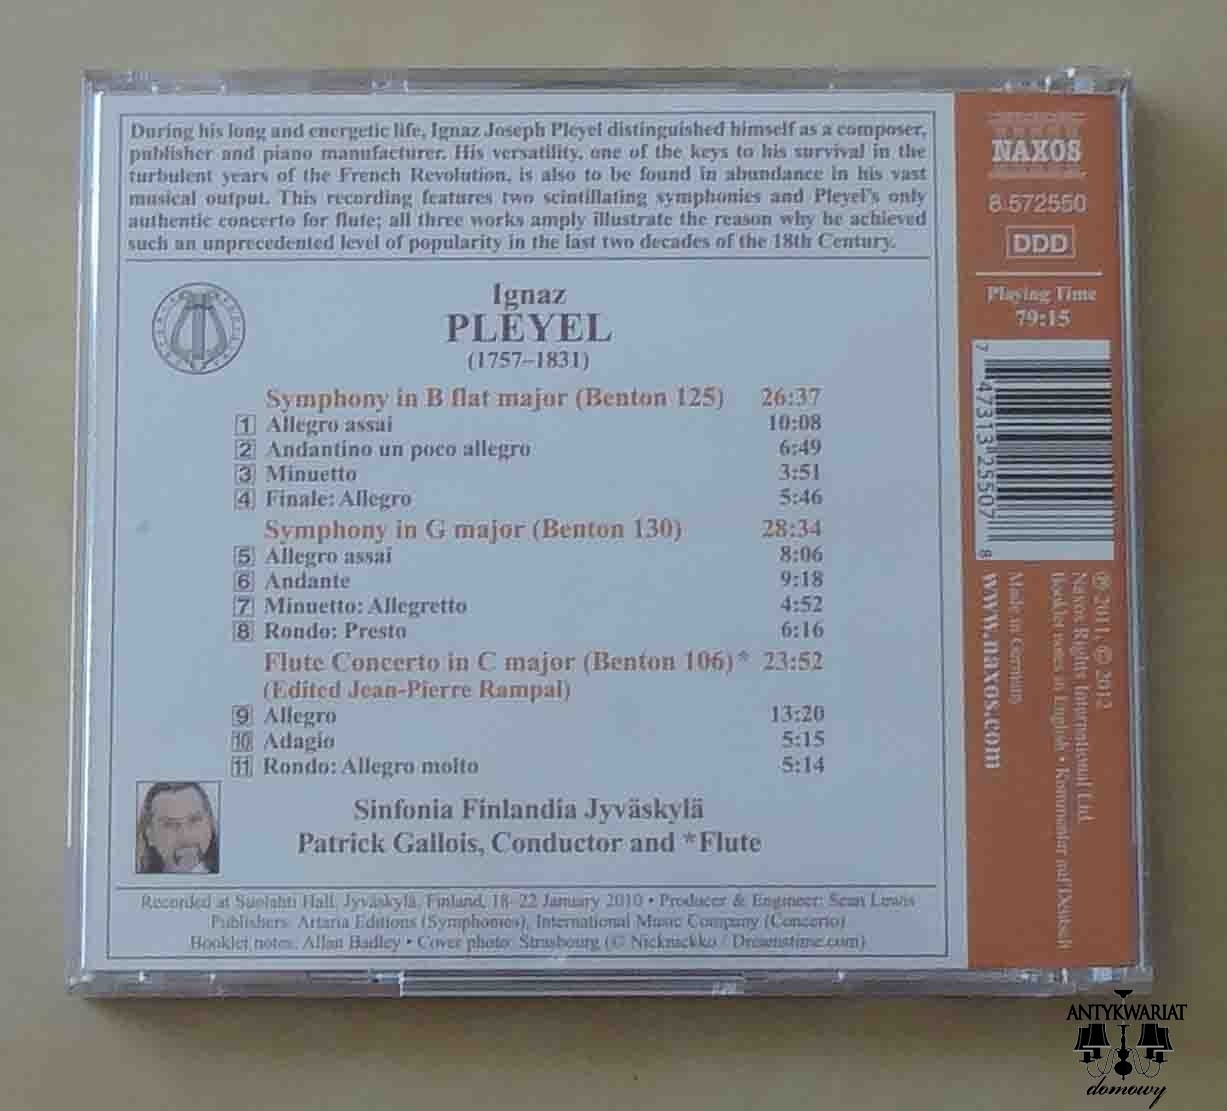 During his long and energetic life, Ignaz Joseph Pleyel distinguished himself as a composer,
publisher and piano manufacturer. His versatility, one of the keys to his survival in the
turbulent years of the French Revolution, is also to be found in abundance in his vast
musical output. This recording features two scintillating symphonies and Pleyel's only
authentic concerto for flute; all three works amply illustrate the reason why he achieved
such an unprecedented level of popularity in the last two decades of the 18th Century.
Ignaz
PLEYEL
(1757–1831)
Symphony in B flat major (Benton 125) 26:37
1 Allegro assai 10:08
2 Andantino un poco allegro 6:49
3 Minuetto 3:51
4 Finale: Allegro 5:46
Symphony in G major (Benton 130) 28:34
5 Allegro assai 8:06
6 Andante 9:18
7 Minuetto: Allegretto 4:52
8 Rondo: Presto 6:16
Flute Concerto in C major (Benton 106)* 23:52
(Edited Jean-Pierre Rampal)
9 Allegro 13:20
10 Adagio 5:15
11 Rondo: Allegro molto 5:14
Sinfonia Finlandia Jyväskylä
Patrick Gallois, Conductor and *Flute
Recorded at Suolahti Hall, Jyväskylä, Finland, 18–22 January 2010 • Producer & Engineer: Sean Lewis
Publishers: Artaria Editions (Symphonies), International Music Company (Concerto)
Booklet notes: Allan Badley • Cover photo: Strasbourg (© Nicknickko / Dreamstime.com)
NAXOS
8.572550
DDD
Playing Time
79:15
7 47313 25507 8
℗ 2011, © 2012
Naxos Rights International Ltd.
Booklet notes in English • Kommentar auf Deutsch
Made in Germany
www.naxos.com
ANTYKWARIAT
domowy